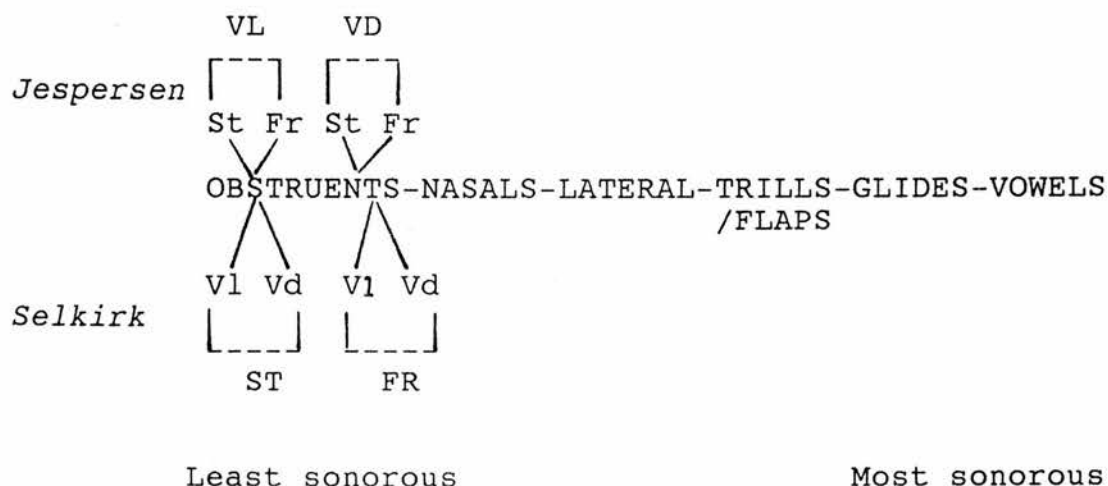 VL VD
Jespersen
St Fr St Fr
OBSTRUENTS-NASALS-LATERAL-TRILLS-GLIDES-VOWELS
/FLAPS
Vl Vd Vl Vd
Selkirk
ST FR
Least sonorous Most sonorous